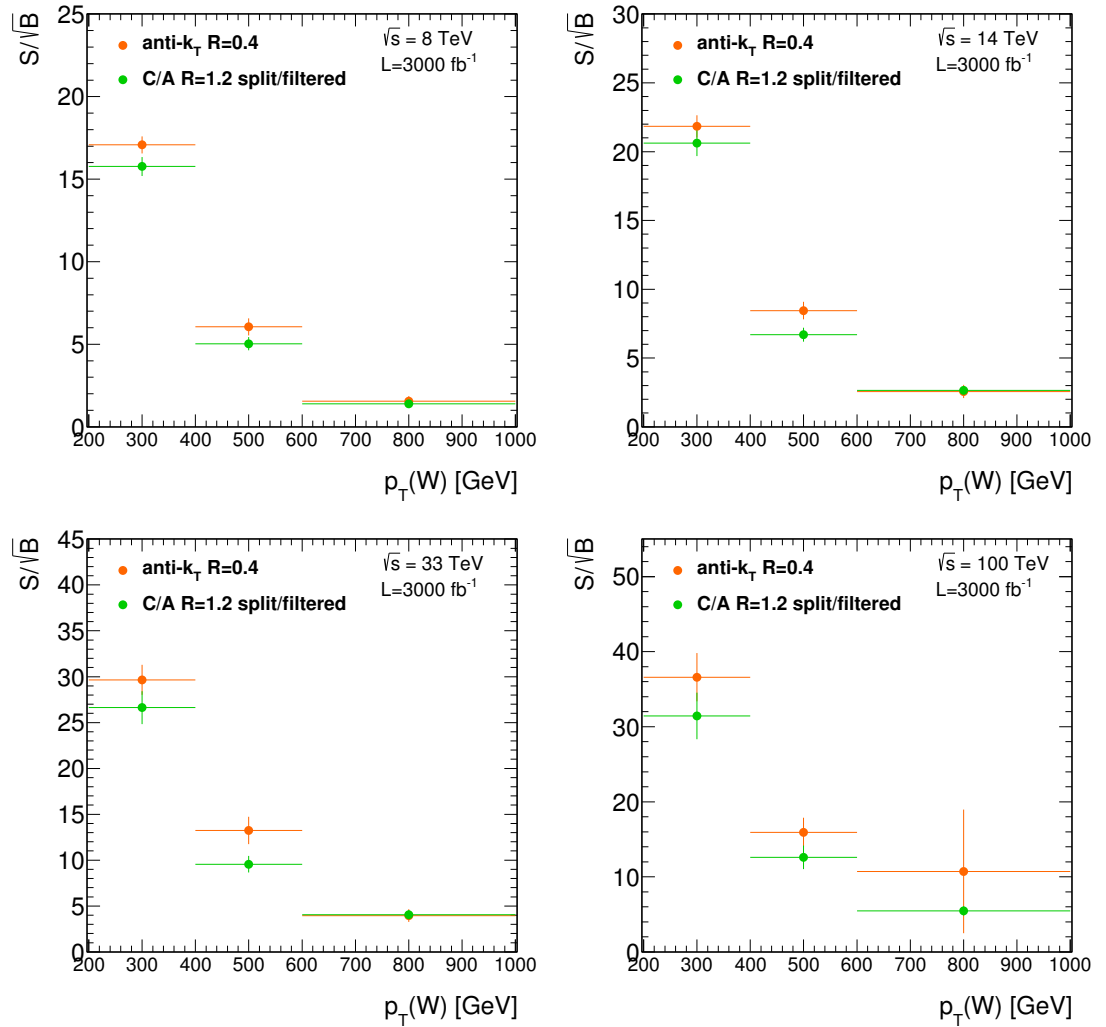 S/√B
anti-k_T R=0.4
C/A R=1.2 split/filtered
√s = 8 TeV
L=3000 fb⁻¹
25
20
15
10
5
0
200 300 400 500 600 700 800 900 1000
p_T(W) [GeV]
S/√B
anti-k_T R=0.4
C/A R=1.2 split/filtered
√s = 14 TeV
L=3000 fb⁻¹
30
25
20
15
10
5
0
200 300 400 500 600 700 800 900 1000
p_T(W) [GeV]
S/√B
anti-k_T R=0.4
C/A R=1.2 split/filtered
√s = 33 TeV
L=3000 fb⁻¹
45
40
35
30
25
20
15
10
5
0
200 300 400 500 600 700 800 900 1000
p_T(W) [GeV]
S/√B
anti-k_T R=0.4
C/A R=1.2 split/filtered
√s = 100 TeV
L=3000 fb⁻¹
50
40
30
20
10
0
200 300 400 500 600 700 800 900 1000
p_T(W) [GeV]